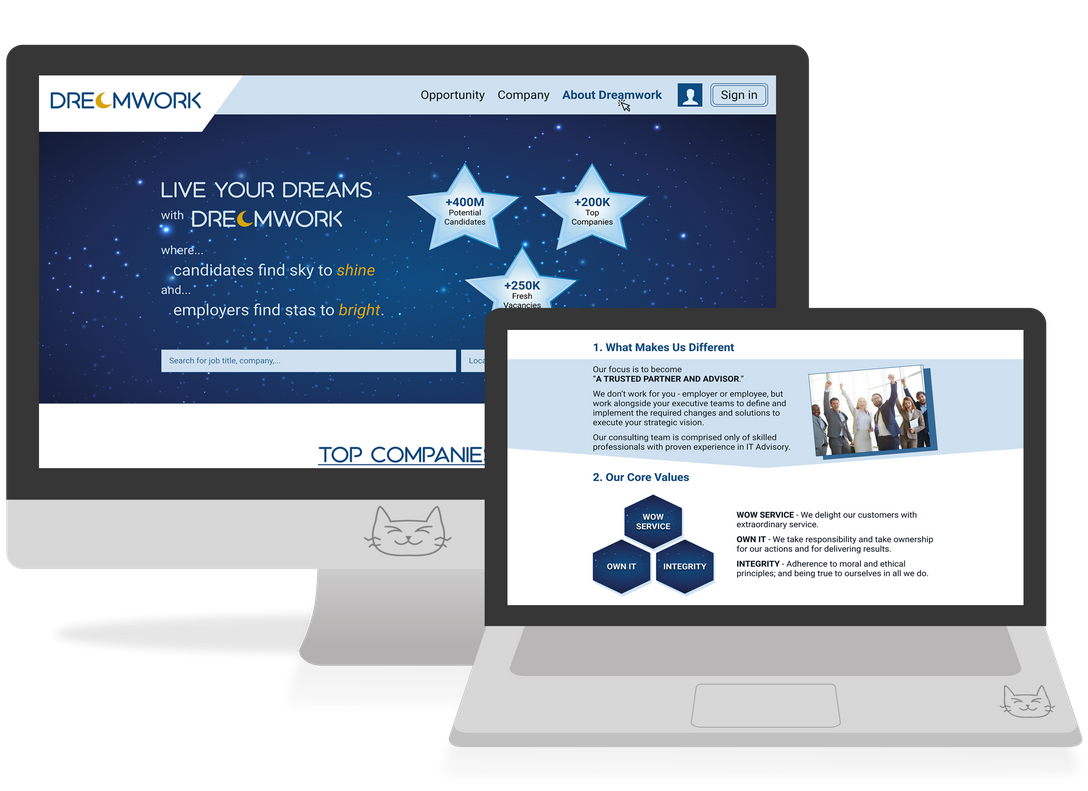 DREAMWORK
Opportunity Company About Dreamwork Sign in
LIVE YOUR DREAMS
with DREAMWORK
where...
candidates find sky to shine
and...
employers find stas to bright.
+400M
Potential
Candidates
+200K
Top
Companies
+250K
Fresh
Vacancies
Search for job title, company,...
Loca
TOP COMPANIES
1. What Makes Us Different
Our focus is to become
“A TRUSTED PARTNER AND ADVISOR.”
We don't work for you - employer or employee, but
work alongside your executive teams to define and
implement the required changes and solutions to
execute your strategic vision.
Our consulting team is comprised only of skilled
professionals with proven experience in IT Advisory.
2. Our Core Values
WOW
SERVICE
OWN IT
INTEGRITY
WOW SERVICE - We delight our customers with
extraordinary service.
OWN IT - We take responsibility and take ownership
for our actions and for delivering results.
INTEGRITY - Adherence to moral and ethical
principles; and being true to ourselves in all we do.